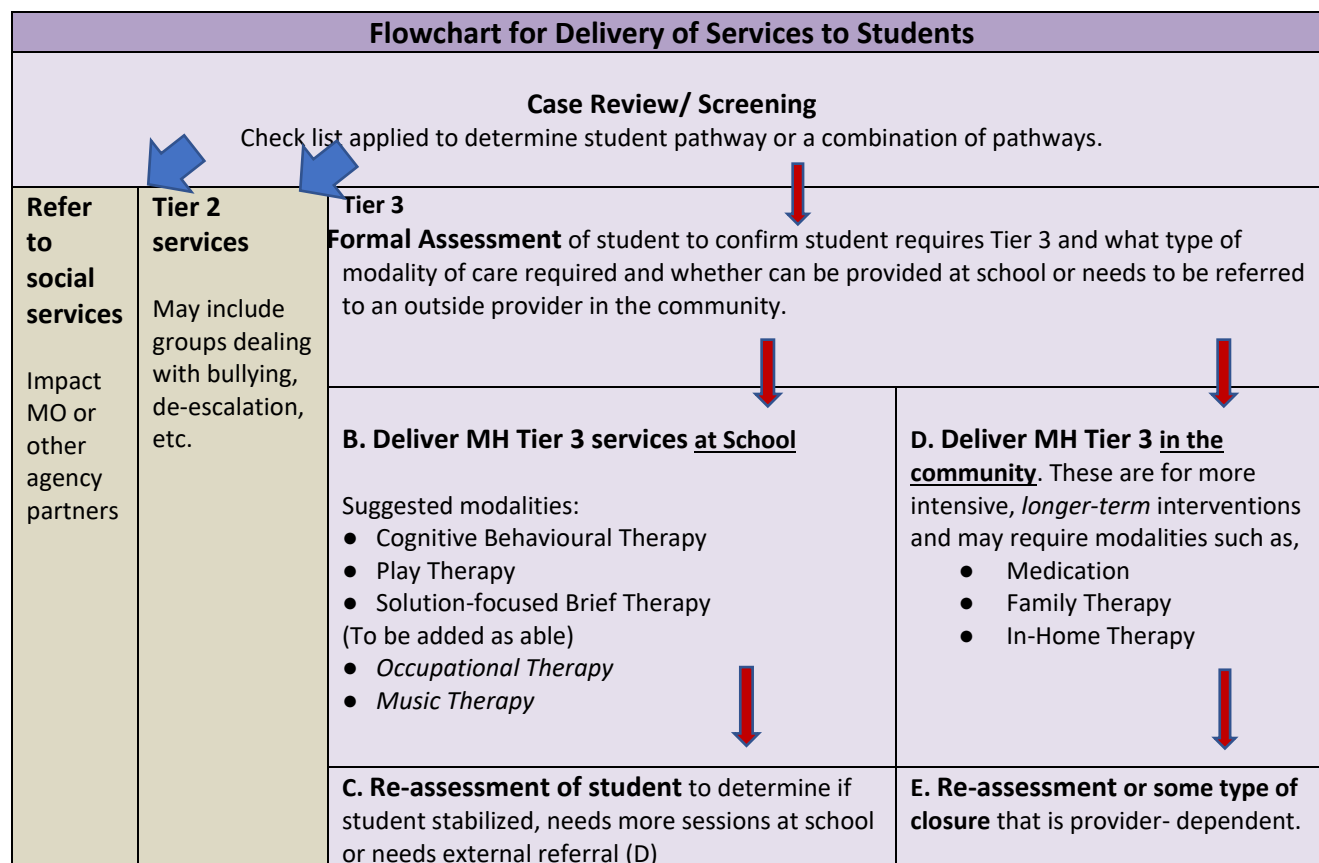 Flowchart for Delivery of Services to Students
Case Review/ Screening
Check list applied to determine student pathway or a combination of pathways.
Refer
to
social
services
Impact
MO or
other
agency
partners
Tier 2
services
May include
groups dealing
with bullying,
de-escalation,
etc.
Tier 3
Formal Assessment of student to confirm student requires Tier 3 and what type of
modality of care required and whether can be provided at school or needs to be referred
to an outside provider in the community.
B. Deliver MH Tier 3 services at School
Suggested modalities:
● Cognitive Behavioural Therapy
● Play Therapy
● Solution-focused Brief Therapy
(To be added as able)
● Occupational Therapy
● Music Therapy
D. Deliver MH Tier 3 in the
community. These are for more
intensive, longer-term interventions
and may require modalities such as,
● Medication
● Family Therapy
● In-Home Therapy
C. Re-assessment of student to determine if
student stabilized, needs more sessions at school
or needs external referral (D)
E. Re-assessment or some type of
closure that is provider- dependent.